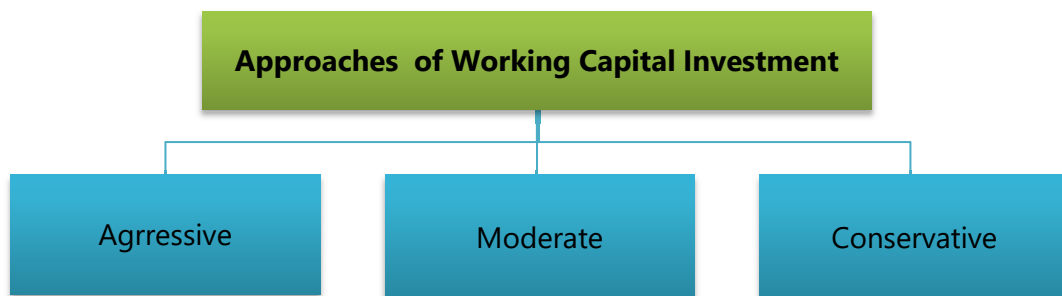 Approaches  of Working Capital Investment
Agrressive
Moderate
Conservative